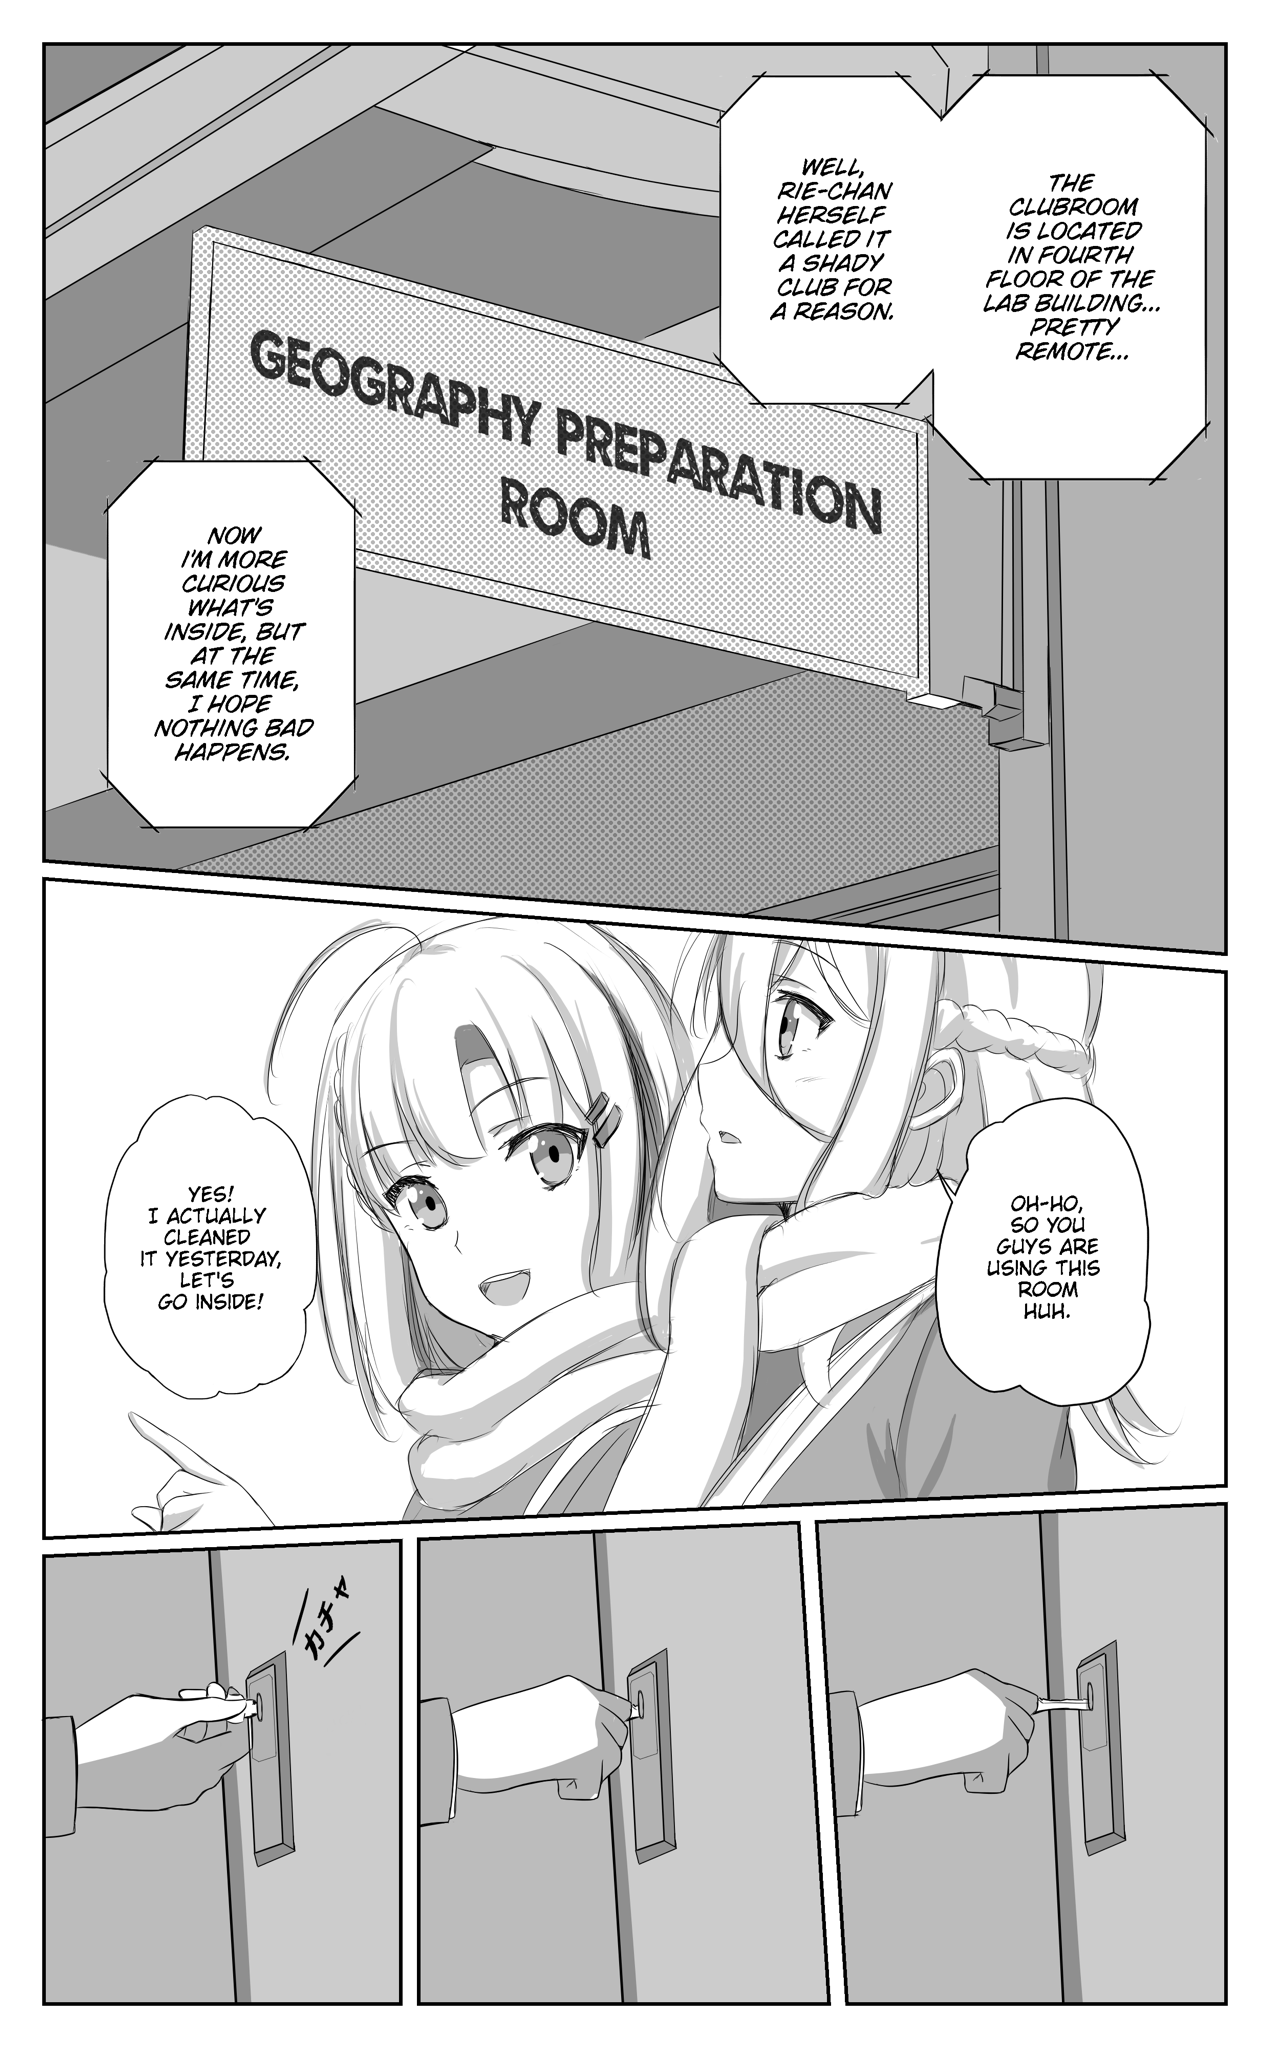 THE
CLUBROOM
IS LOCATED
IN FOURTH
FLOOR OF THE
LAB BUILDING...
PRETTY
REMOTE...
WELL,
RIE-CHAN
HERSELF
CALLED IT
A SHADY
CLUB FOR
A REASON.
GEOGRAPHY PREPARATION
ROOM
NOW
I'M MORE
CURIOUS
WHAT'S
INSIDE, BUT
AT THE
SAME TIME,
I HOPE
NOTHING BAD
HAPPENS.
OH-HO,
SO YOU
GUYS ARE
USING THIS
ROOM
HUH.
YES!
I ACTUALLY
CLEANED
IT YESTERDAY,
LET'S
GO INSIDE!
カチャ